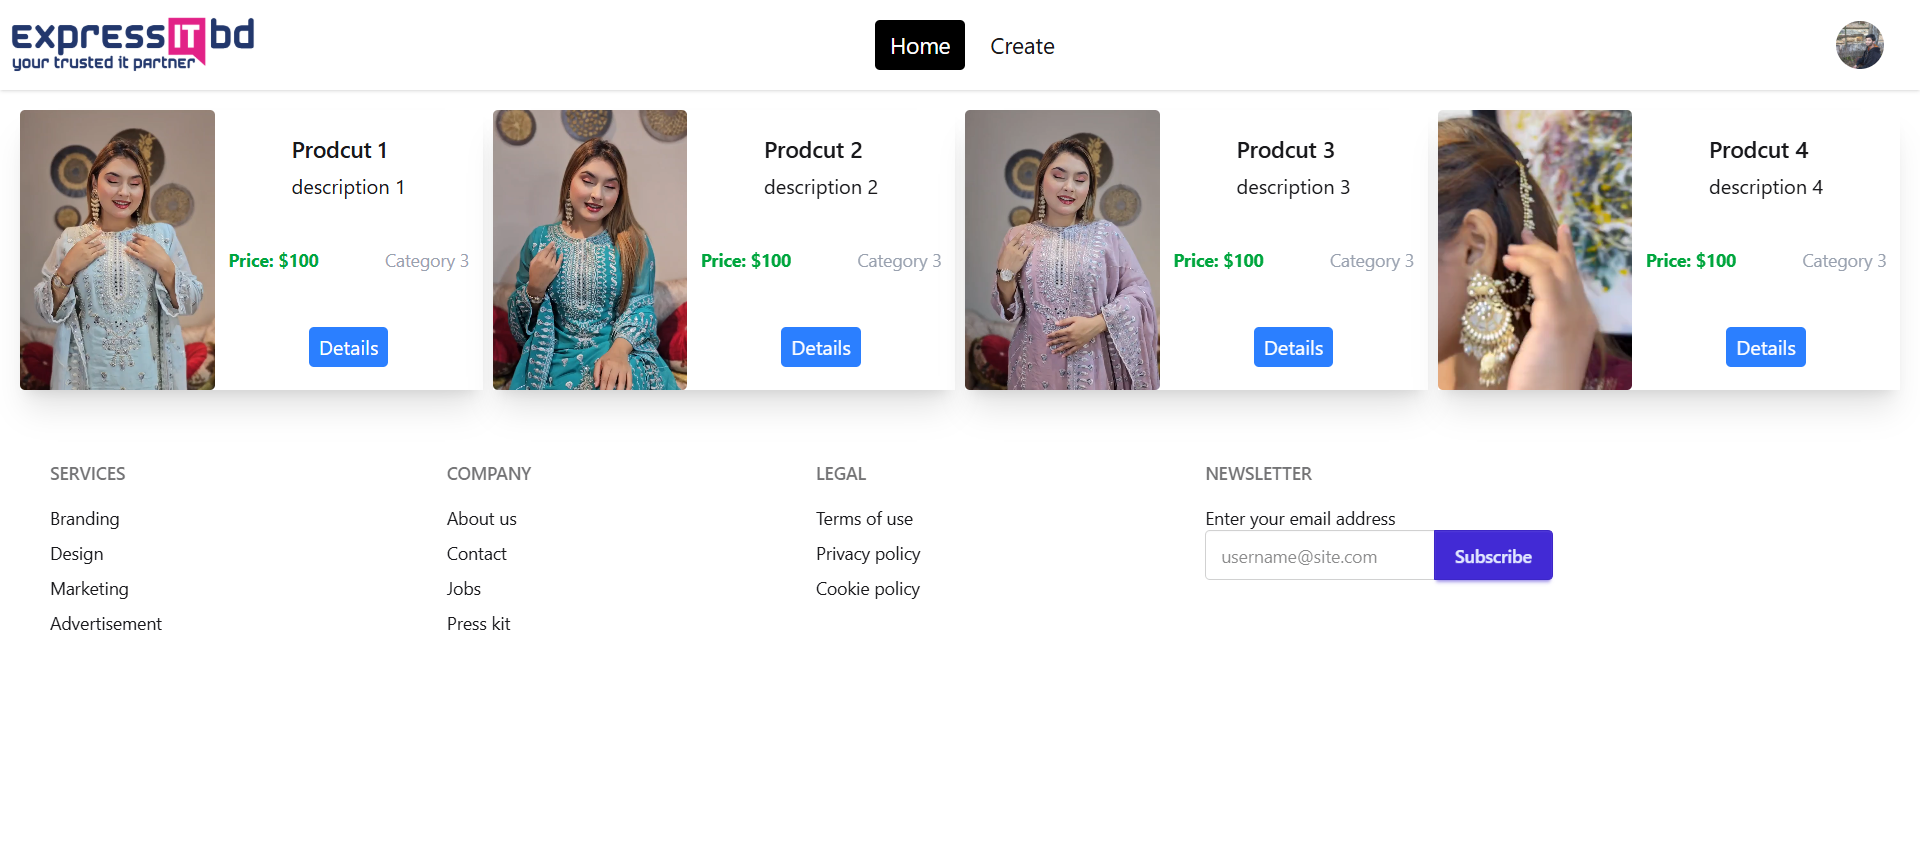 expressITbd
your trusted it partner
Home
Create
Prodcut 1
description 1
Price: $100
Category 3
Details
Prodcut 2
description 2
Price: $100
Category 3
Details
Prodcut 3
description 3
Price: $100
Category 3
Details
Prodcut 4
description 4
Price: $100
Category 3
Details
SERVICES
Branding
Design
Marketing
Advertisement
COMPANY
About us
Contact
Jobs
Press kit
LEGAL
Terms of use
Privacy policy
Cookie policy
NEWSLETTER
Enter your email address
username@site.com
Subscribe